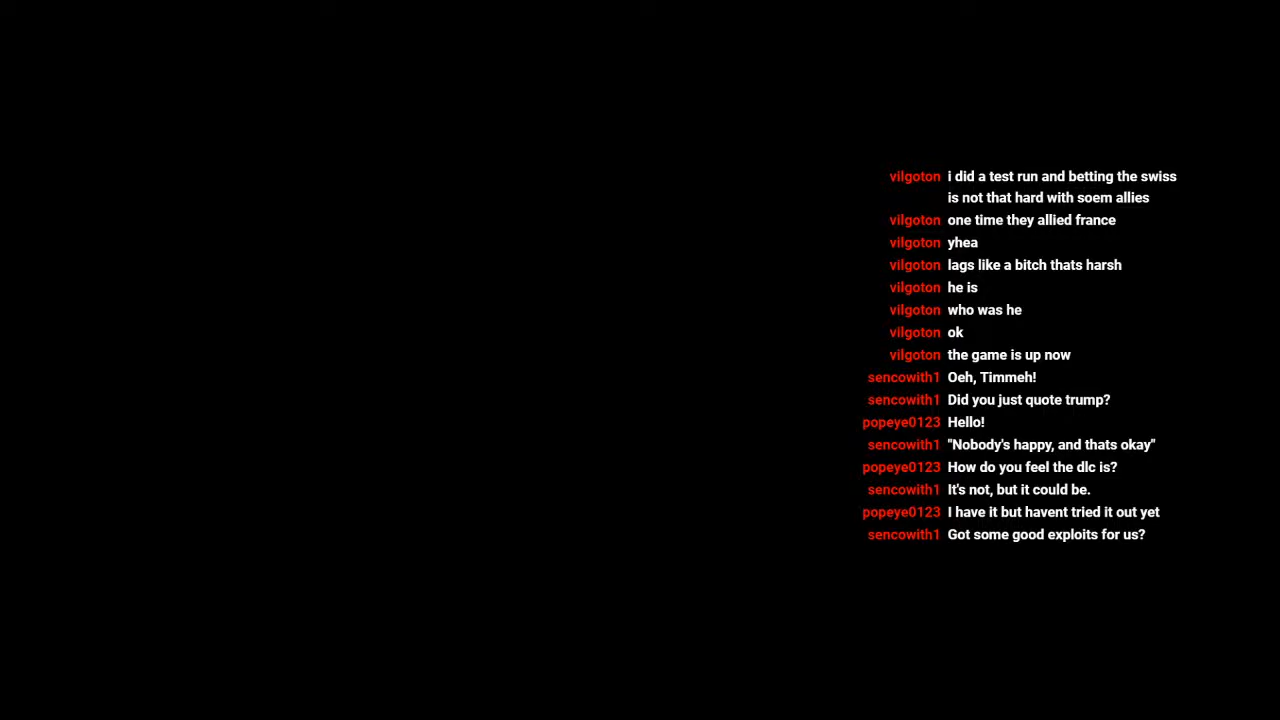 vilgoton i did a test run and betting the swiss
is not that hard with soem allies
vilgoton one time they allied france
vilgoton yhea
vilgoton lags like a bitch thats harsh
vilgoton he is
vilgoton who was he
vilgoton ok
vilgoton the game is up now
sencowith1 Oeh, Timmeh!
sencowith1 Did you just quote trump?
popeye0123 Hello!
sencowith1 "Nobody's happy, and thats okay"
popeye0123 How do you feel the dlc is?
sencowith1 It's not, but it could be.
popeye0123 I have it but havent tried it out yet
sencowith1 Got some good exploits for us?